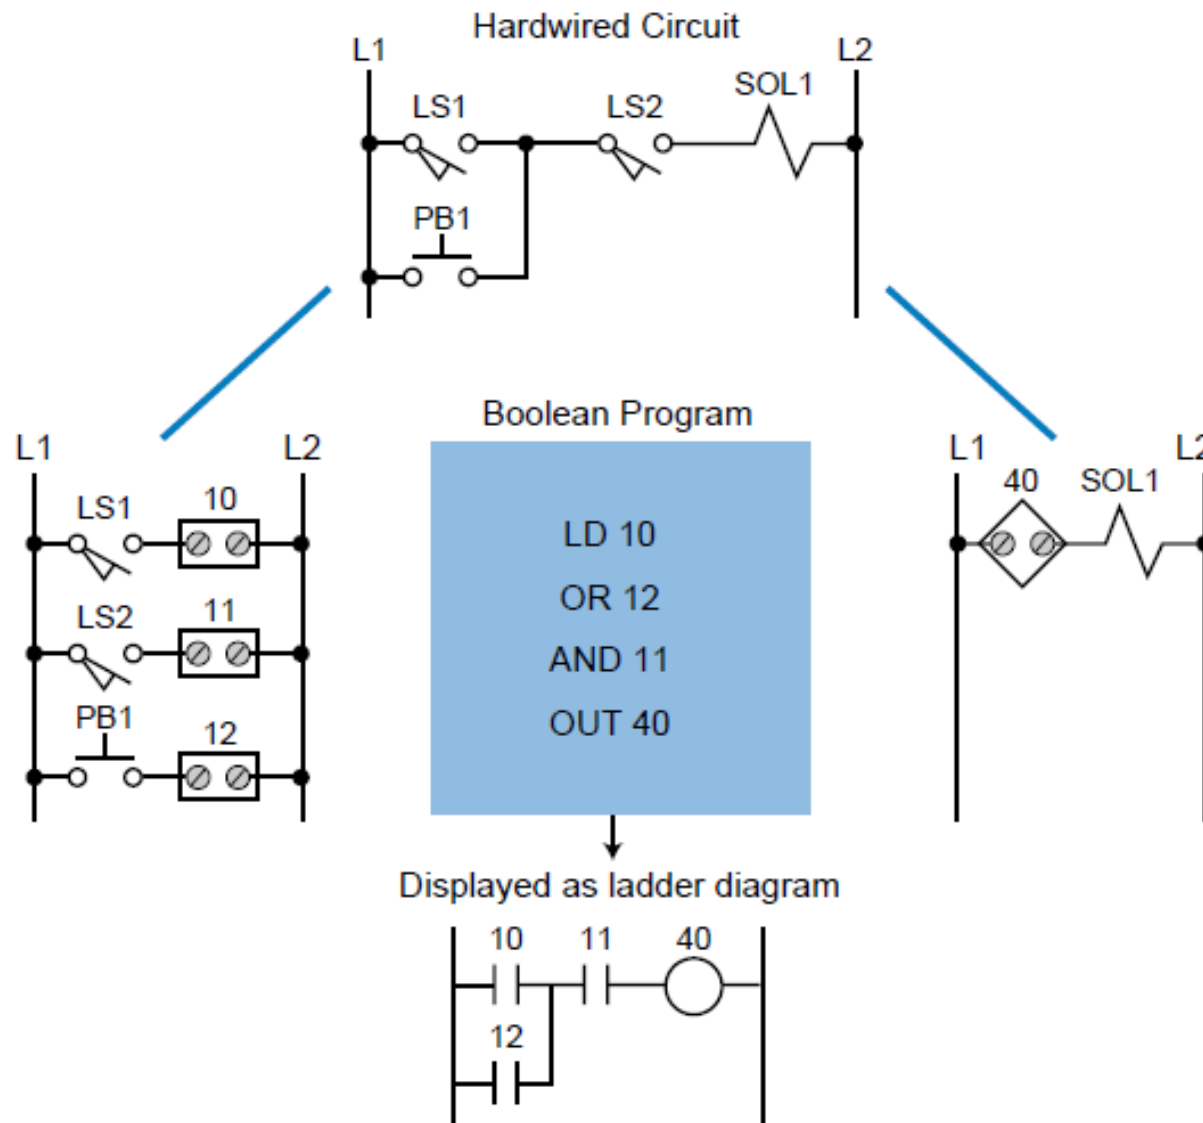 Hardwired Circuit
L1
L2
LS1
LS2
SOL1
PB1
Boolean Program
L1
L2
LS1
10
LS2
11
PB1
12
LD 10
OR 12
AND 11
OUT 40
L1
L2
40
SOL1
Displayed as ladder diagram
10
11
40
12